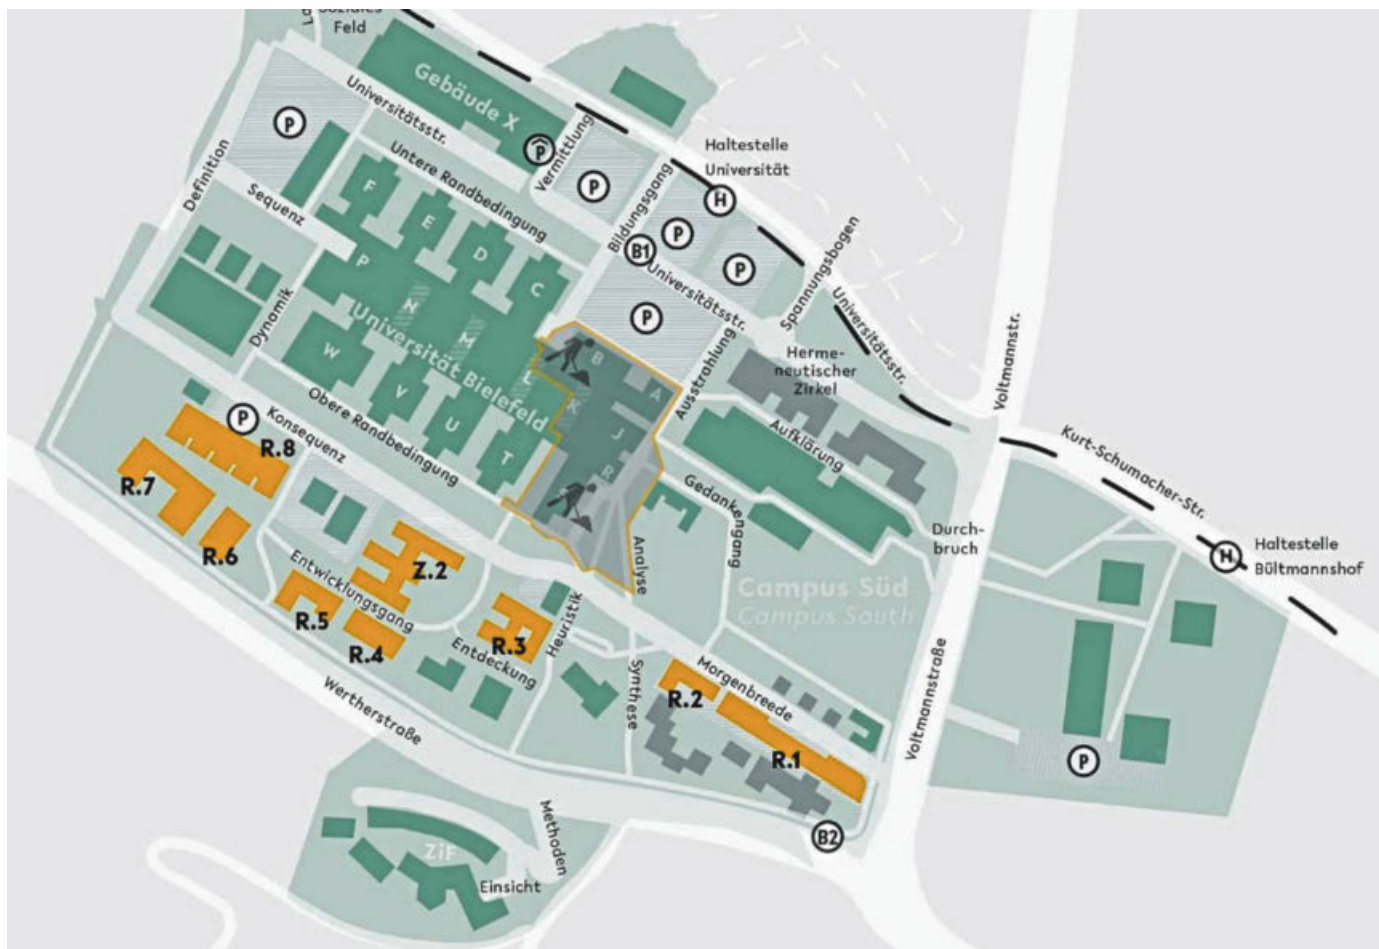 Soziales
Feld
Gebäude X
P
Universitätsstr.
Vermittlung
Haltestelle
Universität
H
P
P
Definition
Untere Randbedingung
Bildungsgang
P
P
B1
Sequenz
F
E
D
C
P
Spannungsbogen
Universitätsstr.
Universitätsstr.
P
Dynamik
N
M
L
K
Universität Bielefeld
W
V
U
T
B
A
J
R
Ausstrahlung
Herme-
neutischer
Zirkel
Voltmannstr.
Aufklärung
Kurt-Schumacher-Str.
P
Konsequenz
Obere Randbedingung
R.8
R.7
R.6
Gedankengang
Durch-
bruch
H
Haltestelle
Bültmannshof
Z.2
Entwicklungsgang
R.5
R.4
Analyse
Campus Süd
Campus South
Heuristik
R.3
Entdeckung
Synthese
Morgenbreede
R.2
R.1
Voltmannstraße
Wertherstraße
P
B2
Methoden
ZiF
Einsicht